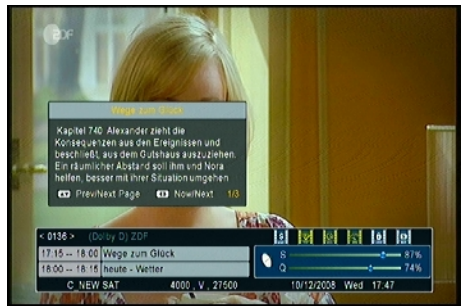 ZDF
Wege zum Glück
Kapitel 740 Alexander zieht die
Konsequenzen aus den Ereignissen und
beschließt, aus dem Gutshaus auszuziehen.
Ein räumlicher Abstand soll ihm und Nora
helfen, besser mit ihrer Situation umgehen
Prev/Next Page Now/Next 1/3
< 0136 > (Dolby D) ZDF
17:15 -- 18:00 Wege zum Glück
18:00 -- 18:15 heute - Wetter
S 87%
Q 74%
C_NEW SAT 4000 , V , 27500 10/12/2008 Wed 17.47